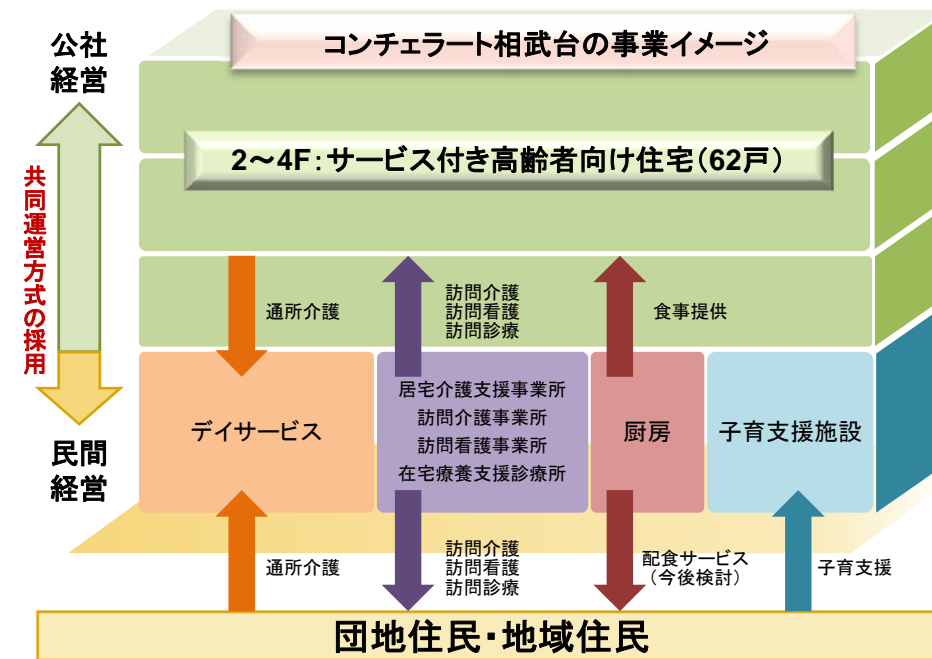 コンチェラート相武台の事業イメージ
公社
経営
共同運営方式の採用
民間
経営
2～4F：サービス付き高齢者向け住宅（62戸）
通所介護
訪問介護
訪問看護
訪問診療
食事提供
デイサービス
居宅介護支援事業所
訪問介護事業所
訪問看護事業所
在宅療養支援診療所
厨房
子育支援施設
通所介護
訪問介護
訪問看護
訪問診療
配食サービス
（今後検討）
子育支援
団地住民・地域住民